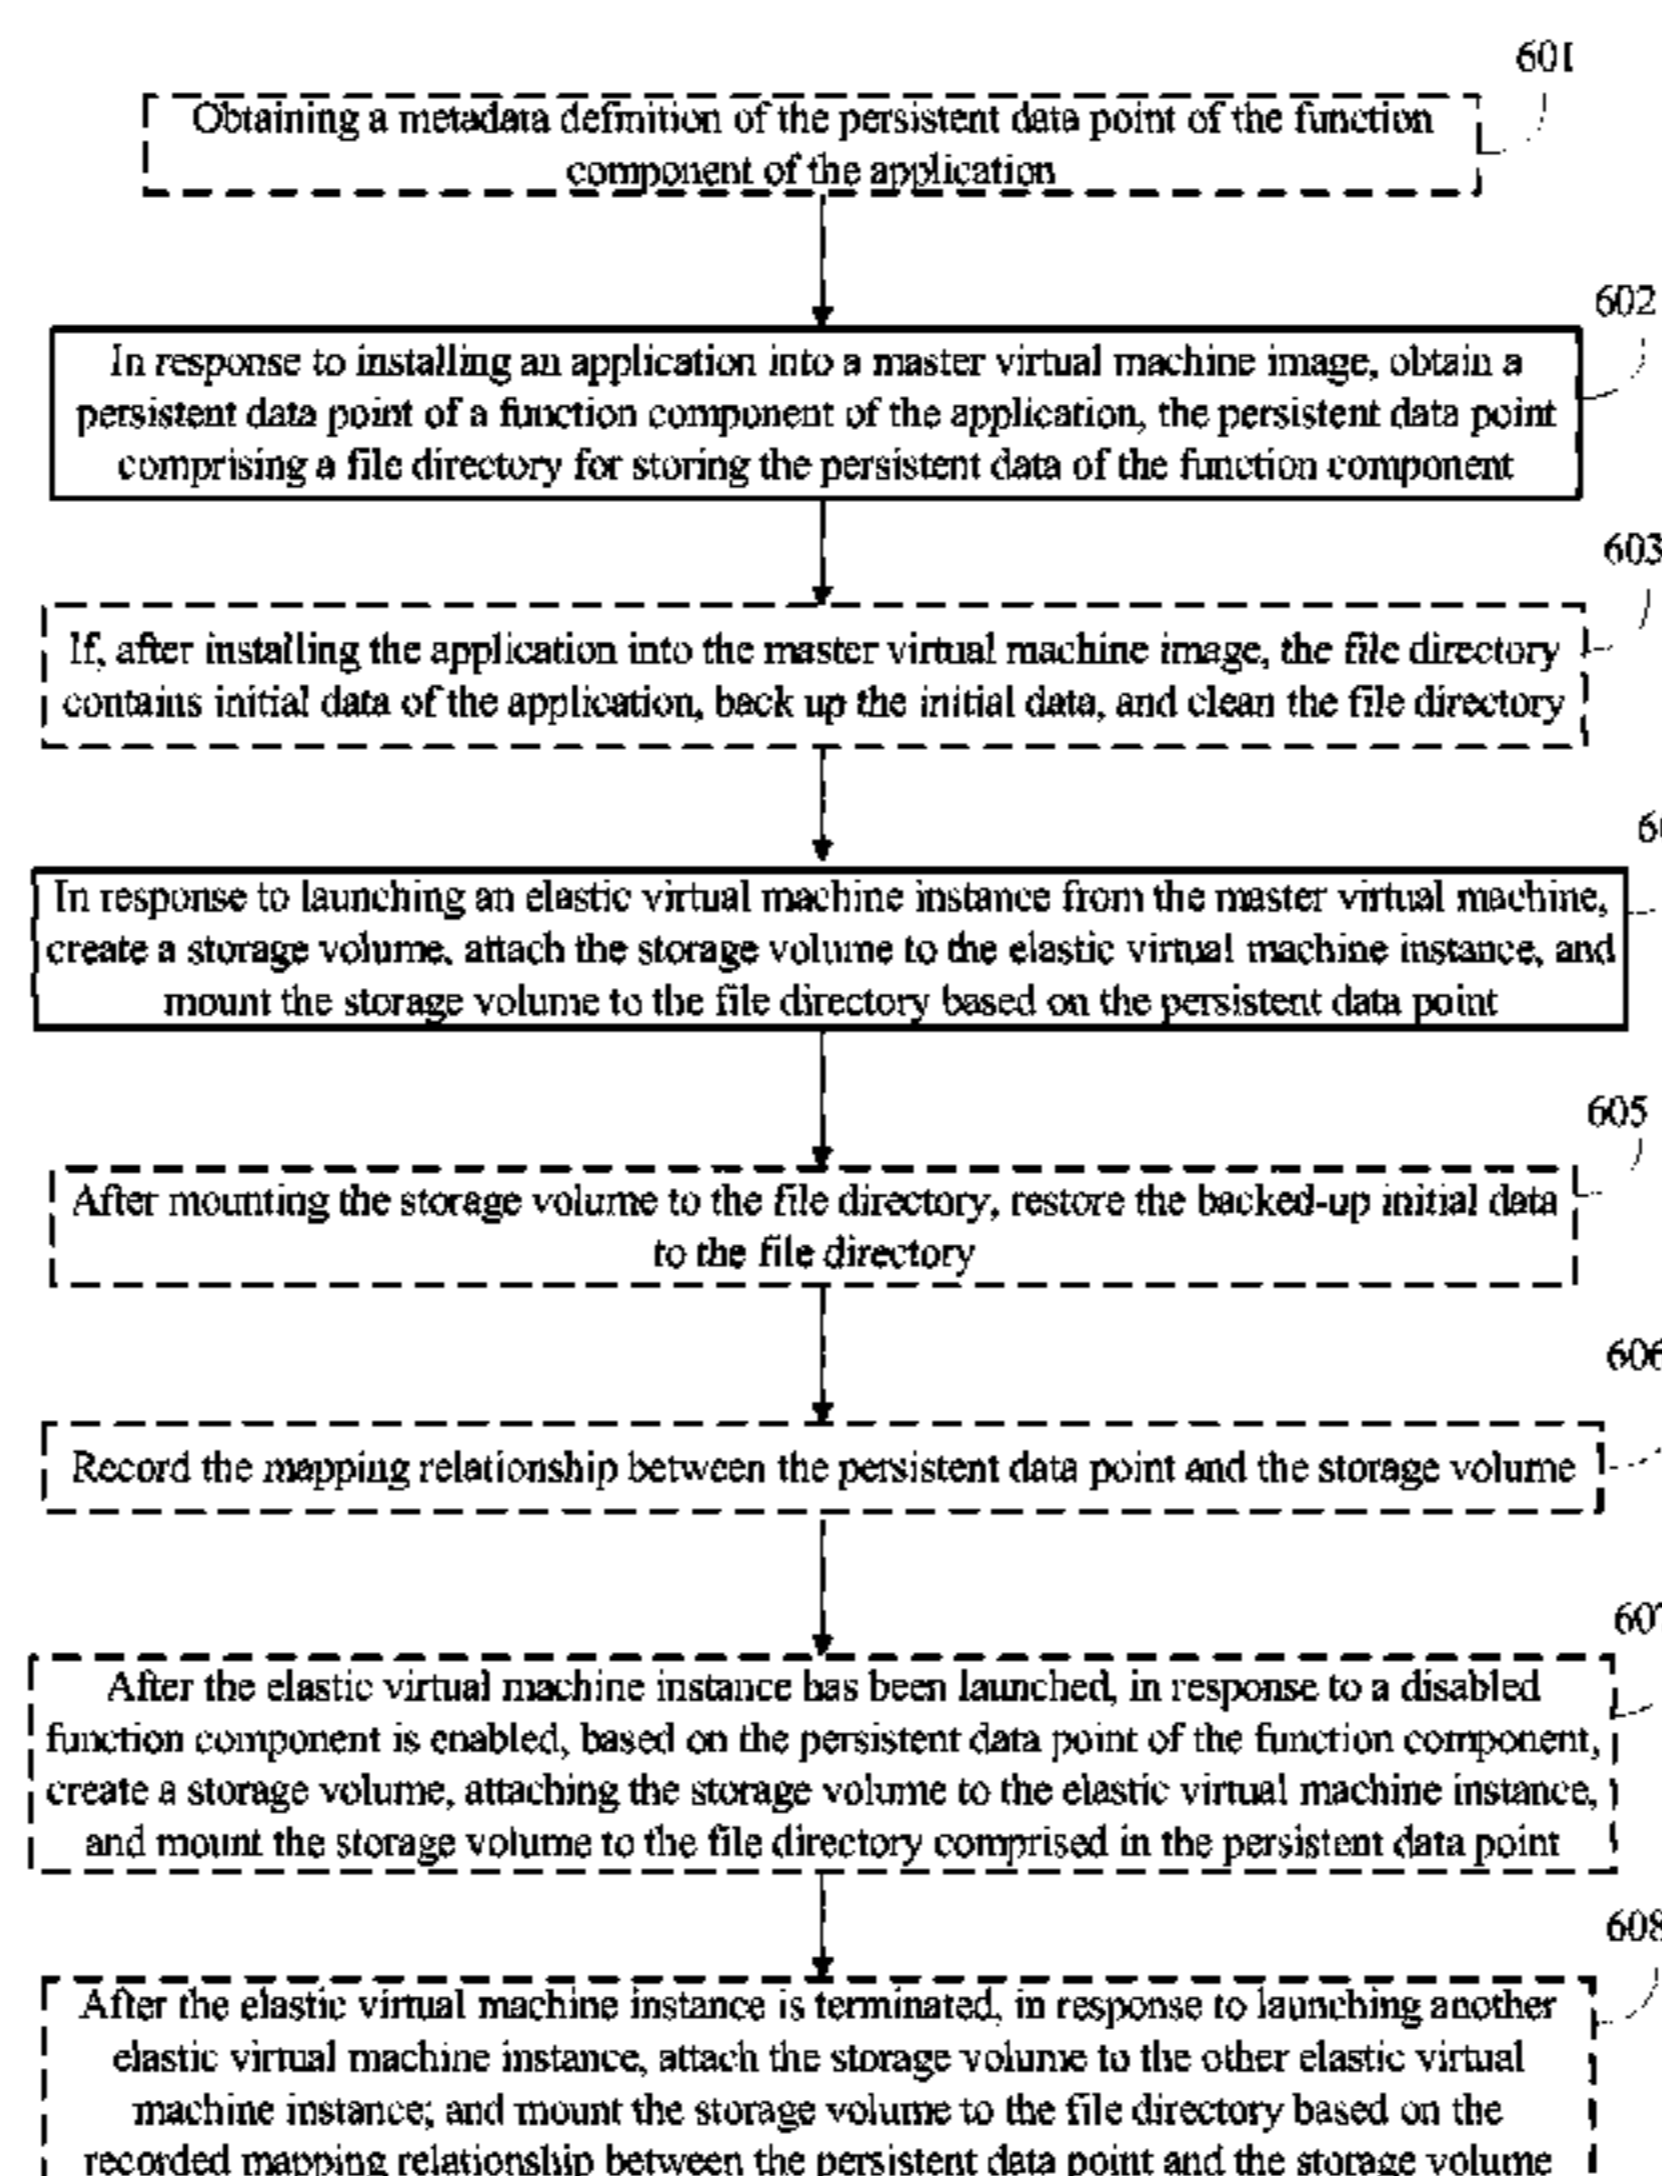 601
Obtaining a metadata definition of the persistent data point of the function
component of the application
602
In response to installing an application into a master virtual machine image, obtain a
persistent data point of a function component of the application, the persistent data point
comprising a file directory for storing the persistent data of the function component
603
If, after installing the application into the master virtual machine image, the file directory
contains initial data of the application, back up the initial data, and clean the file directory
In response to launching an elastic virtual machine instance from the master virtual machine,
create a storage volume, attach the storage volume to the elastic virtual machine instance, and
mount the storage volume to the file directory based on the persistent data point
605
After mounting the storage volume to the file directory, restore the backed-up initial data
to the file directory
606
Record the mapping relationship between the persistent data point and the storage volume
607
After the elastic virtual machine instance has been launched, in response to a disabled
function component is enabled, based on the persistent data point of the function component,
create a storage volume, attaching the storage volume to the elastic virtual machine instance,
and mount the storage volume to the file directory comprised in the persistent data point
608
After the elastic virtual machine instance is terminated, in response to launching another
elastic virtual machine instance, attach the storage volume to the other elastic virtual
machine instance; and mount the storage volume to the file directory based on the
recorded mapping relationship between the persistent data point and the storage volume